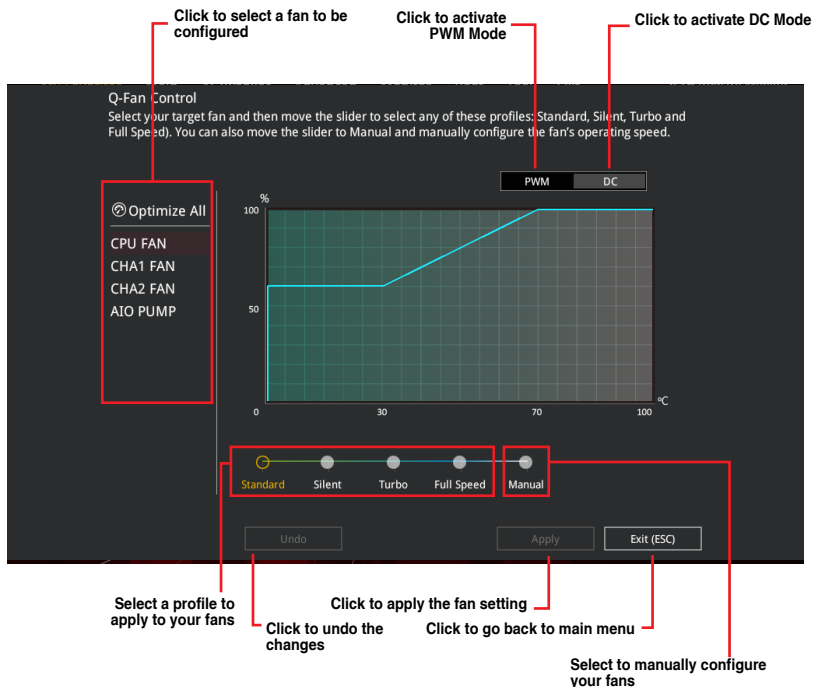 Click to select a fan to be
configured
Click to activate
PWM Mode
Click to activate DC Mode
Q-Fan Control
Select your target fan and then move the slider to select any of these profiles: Standard, Silent, Turbo and
Full Speed). You can also move the slider to Manual and manually configure the fan's operating speed.
PWM
DC
Optimize All
CPU FAN
CHA1 FAN
CHA2 FAN
AIO PUMP
%
100
50
°C
0
30
70
100
Standard
Silent
Turbo
Full Speed
Manual
Undo
Apply
Exit (ESC)
Select a profile to
apply to your fans
Click to undo the
changes
Click to apply the fan setting
Click to go back to main menu
Select to manually configure
your fans